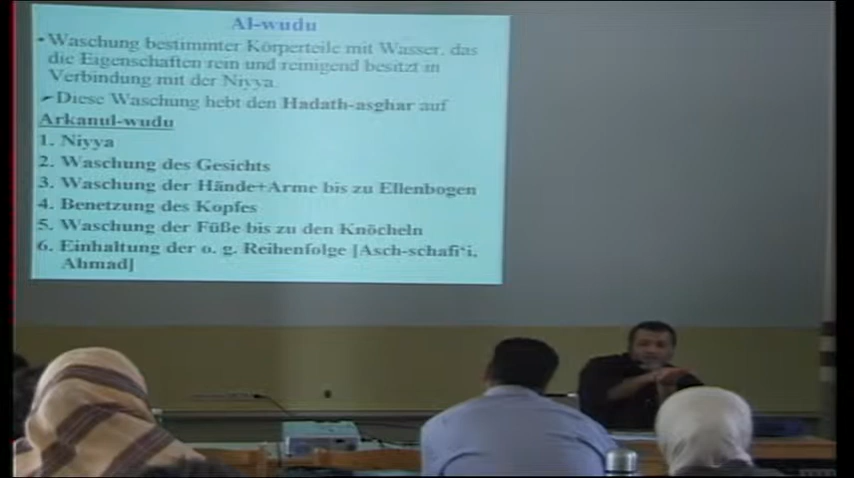 Al-wudu
•Waschung bestimmter Körperteile mit Wasser, das
die Eigenschaften rein und reinigend besitzt in
Verbindung mit der Niyya.
Diese Waschung hebt den Hadath-asghar auf
Arkanul-wudu
1. Niyya
2. Waschung des Gesichts
3. Waschung der Hände+Arme bis zu Ellenbogen
4. Benetzung des Kopfes
5. Waschung der Füße bis zu den Knöcheln
6. Einhaltung der o. g. Reihenfolge [Asch-schafi‘i,
Ahmad]